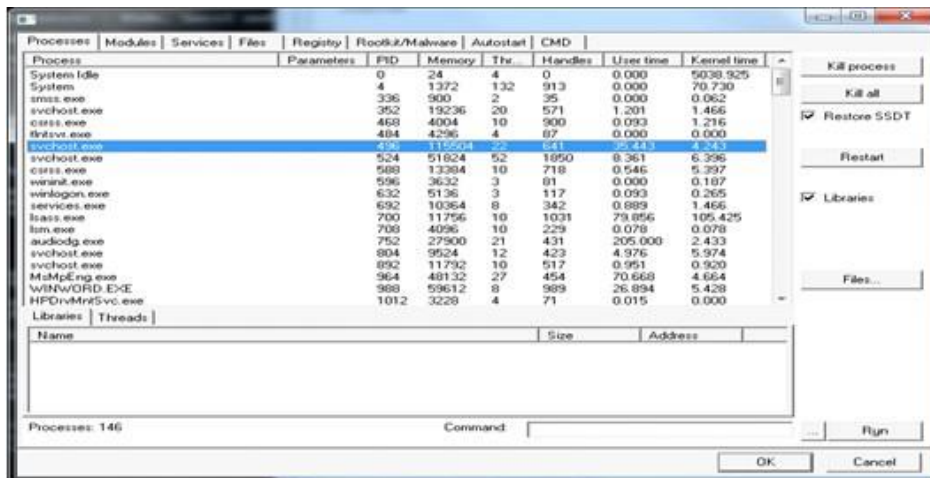 Processes Modules Services Files Registry Rootkit/Malware Autostart CMD
Process Parameters PID Memory Thr... Handles User time Kernel time
System Idle 0 24 4 0 0.000 5038.925
System 4 1372 132 913 0.000 70.730
smss.exe 336 900 2 35 0.000 0.062
svchost.exe 352 19236 20 571 1.201 1.466
csrss.exe 468 4004 10 900 0.093 1.216
tlntsvr.exe 484 4296 4 87 0.000 0.000
svchost.exe 496 115504 22 641 35.443 4.243
svchost.exe 524 51824 52 1850 8.361 6.396
csrss.exe 588 13384 10 718 0.546 5.397
wininit.exe 596 3632 3 81 0.000 0.187
winlogon.exe 632 5136 3 117 0.093 0.265
services.exe 692 10364 8 342 0.889 1.466
lsass.exe 700 11756 10 1031 79.856 105.425
lsm.exe 708 4096 10 229 0.078 0.078
audiodg.exe 752 27900 21 431 205.000 2.433
svchost.exe 804 9524 12 423 4.976 5.974
svchost.exe 892 11792 10 517 0.951 0.920
MsMpEng.exe 964 48132 27 454 70.668 4.664
WINWORD.EXE 988 59612 8 989 26.894 5.428
HPDrvMntSvc.exe 1012 3228 4 71 0.015 0.000
Kill process
Kill all
Restore SSDT
Restart
Libraries
Files...
Libraries Threads
Name Size Address
Processes: 146 Command: ... Run
OK Cancel